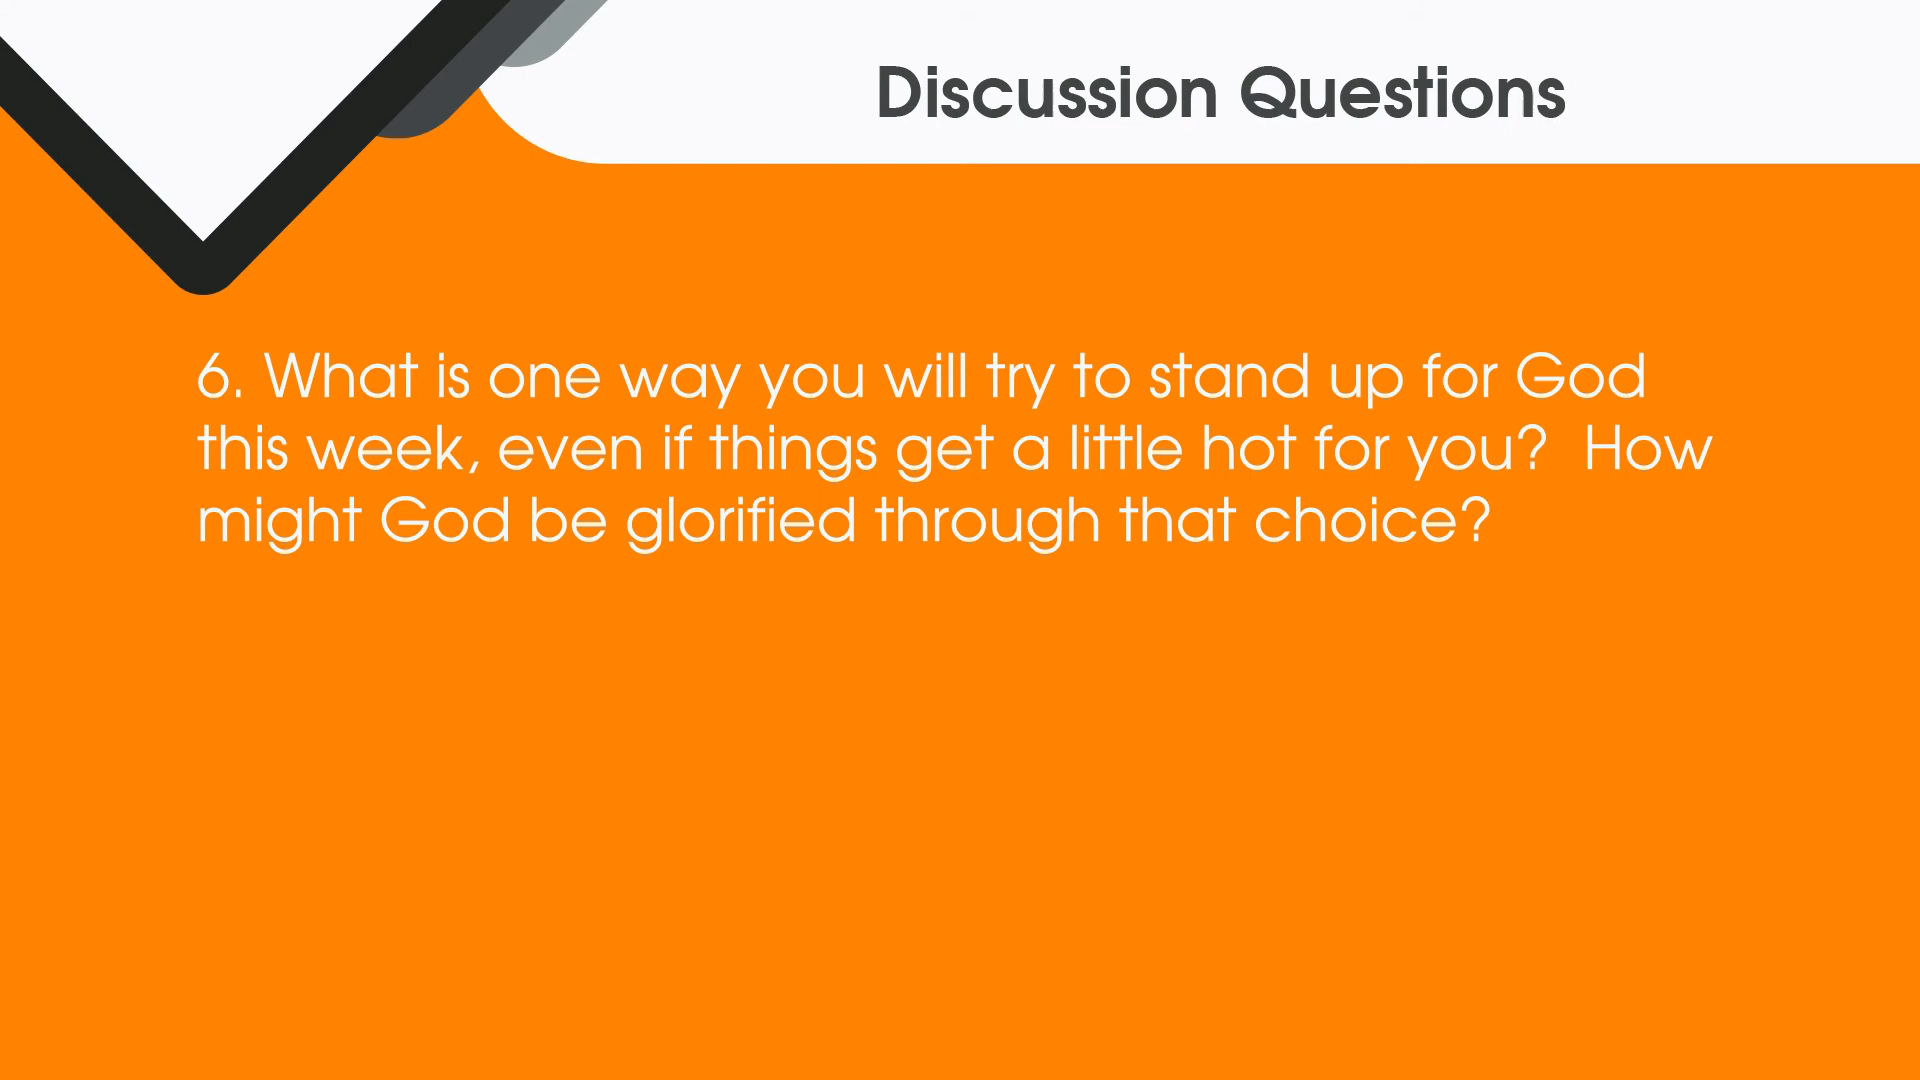 Discussion Questions
6. What is one way you will try to stand up for God
this week, even if things get a little hot for you?  How
might God be glorified through that choice?